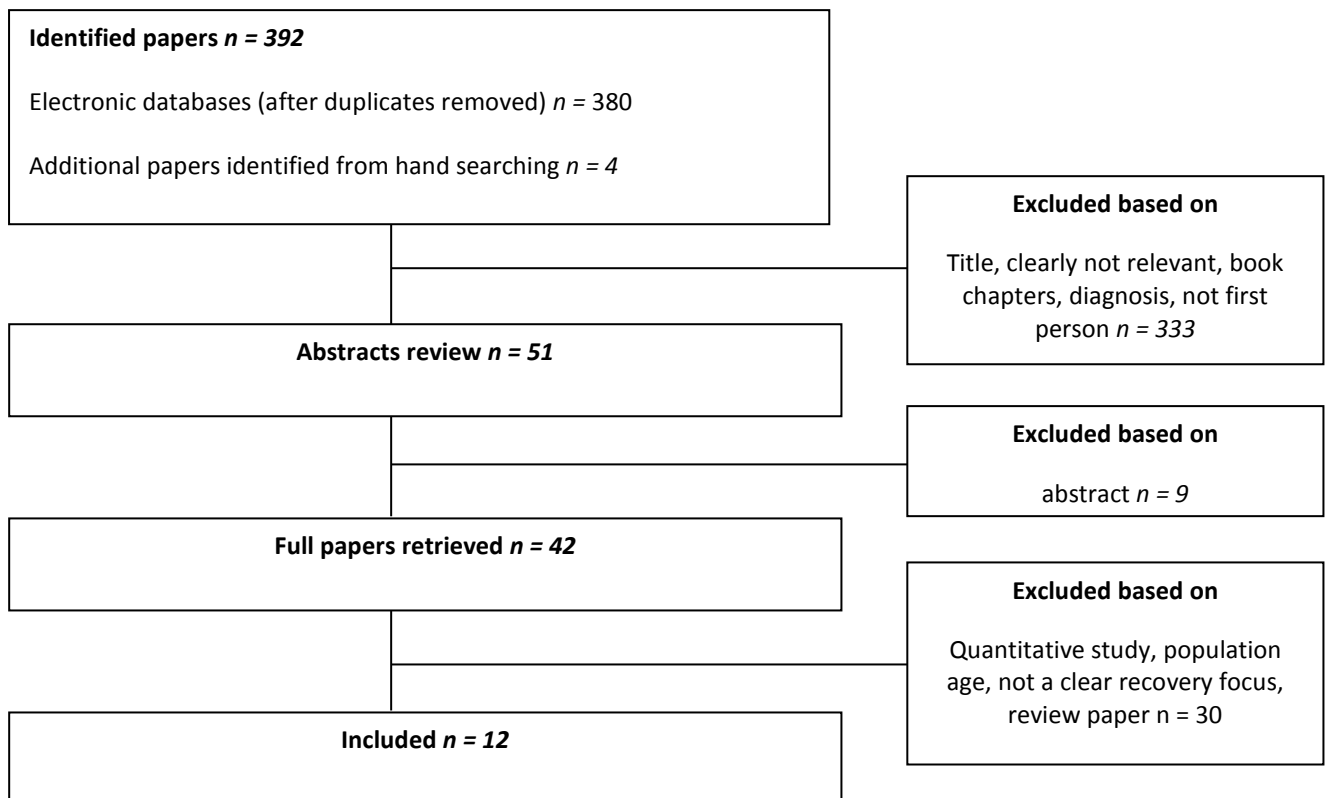 Identified papers n = 392
Electronic databases (after duplicates removed) n = 380
Additional papers identified from hand searching n = 4
Excluded based on
Title, clearly not relevant, book
chapters, diagnosis, not first
person n = 333
Abstracts review n = 51
Excluded based on
abstract n = 9
Full papers retrieved n = 42
Excluded based on
Quantitative study, population
age, not a clear recovery focus,
review paper n = 30
Included n = 12